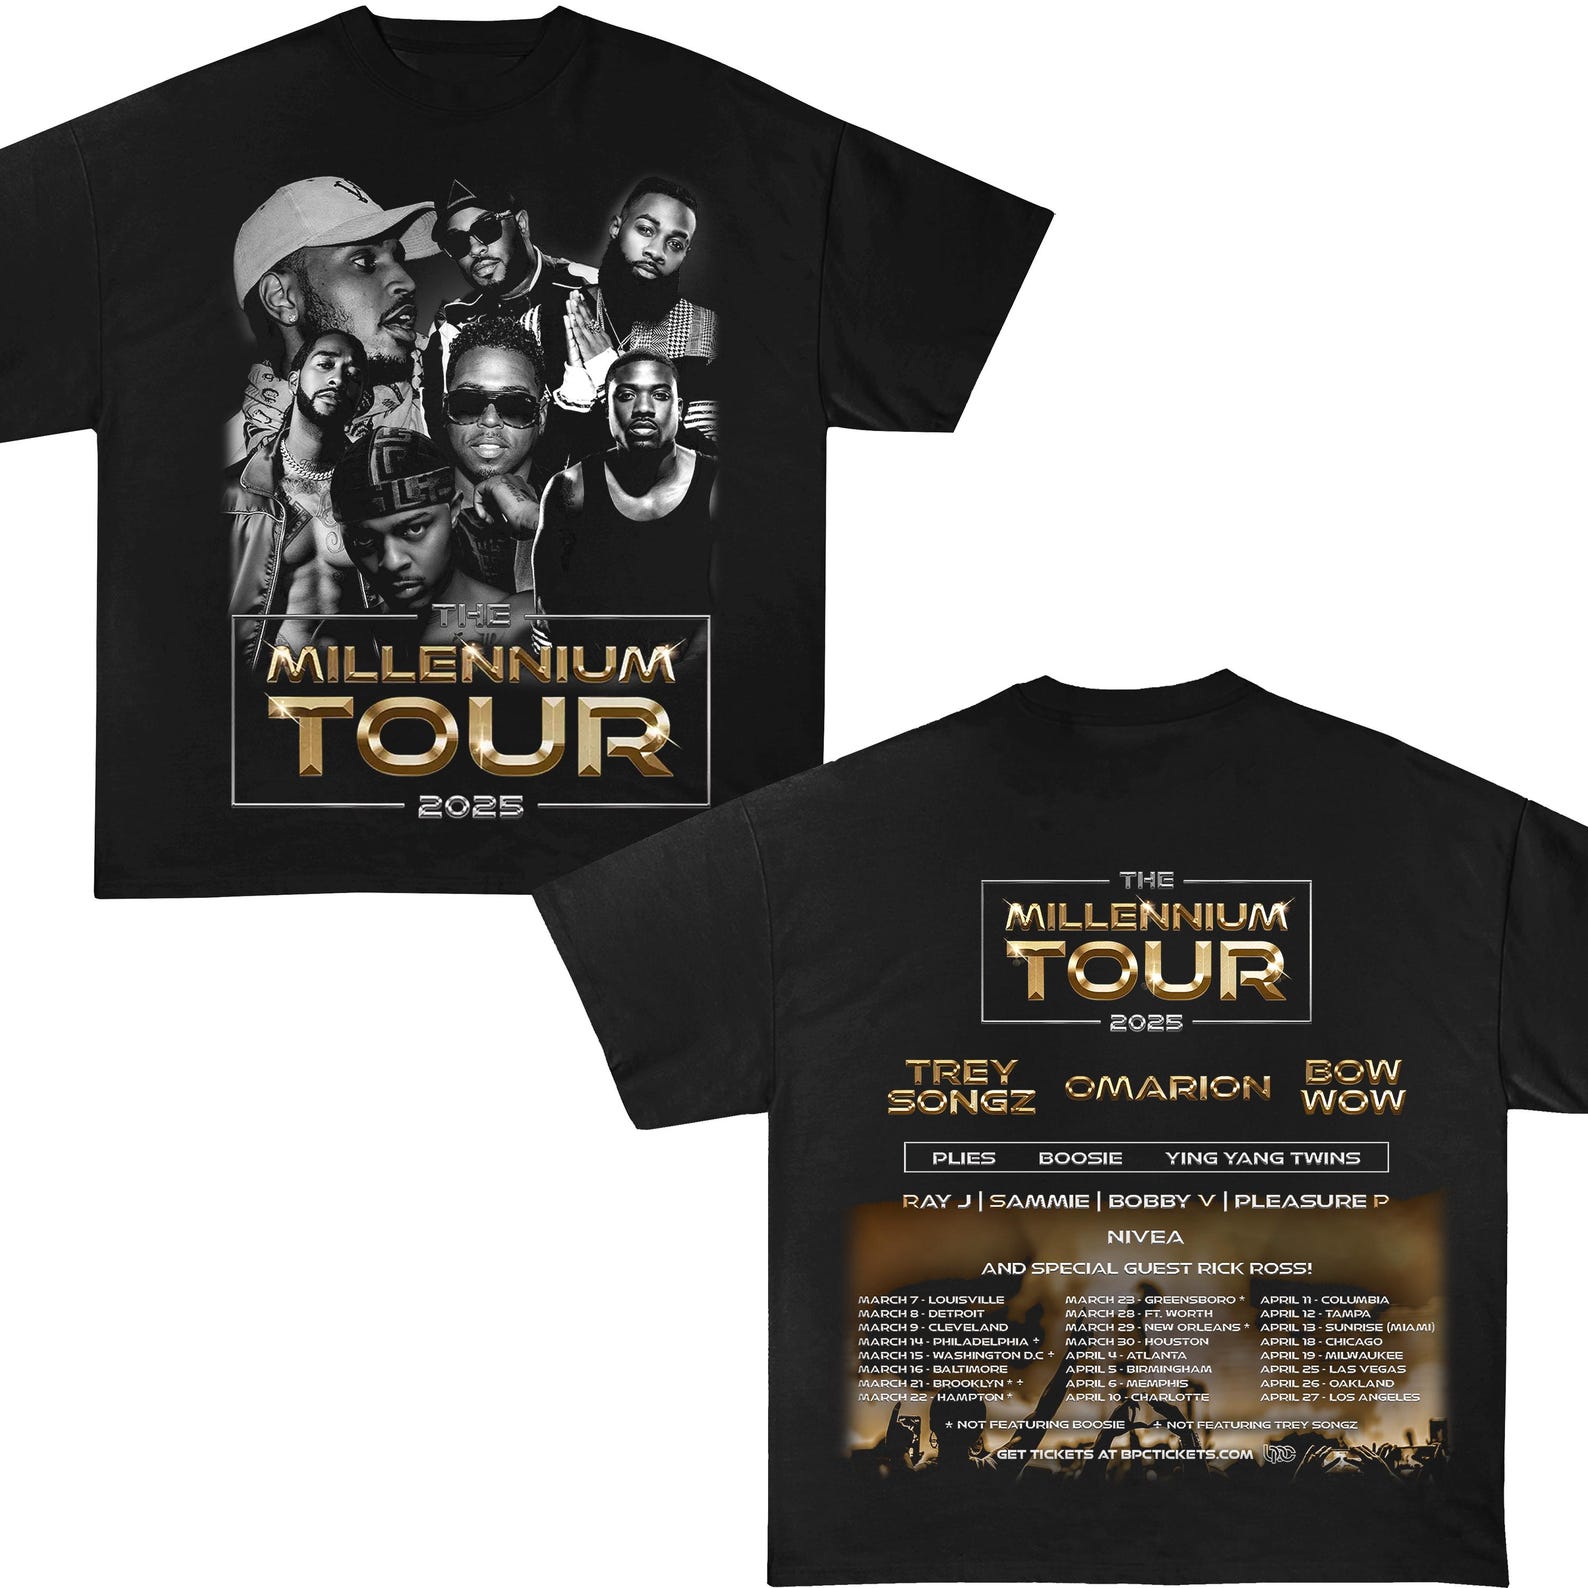 THE
MILLENNIUM
TOUR
2025
THE
MILLENNIUM
TOUR
2025
TREY SONGZ
OMARION
BOW WOW
PLIES BOOSIE YING YANG TWINS
RAY J | SAMMIE | BOBBY V | PLEASURE P
NIVEA
AND SPECIAL GUEST RICK ROSS!
MARCH 7 - LOUISVILLE
MARCH 8 - DETROIT
MARCH 9 - CLEVELAND
MARCH 14 - PHILADELPHIA ÷
MARCH 15 - WASHINGTON D.C ÷
MARCH 16 - BALTIMORE
MARCH 21 - BROOKLYN * ÷
MARCH 22 - HAMPTON *
MARCH 23 - GREENSBORO *
MARCH 28 - FT. WORTH
MARCH 29 - NEW ORLEANS *
MARCH 30 - HOUSTON
APRIL 4 - ATLANTA
APRIL 5 - BIRMINGHAM
APRIL 6 - MEMPHIS
APRIL 10 - CHARLOTTE
APRIL 11 - COLUMBIA
APRIL 12 - TAMPA
APRIL 13 - SUNRISE (MIAMI)
APRIL 18 - CHICAGO
APRIL 19 - MILWAUKEE
APRIL 25 - LAS VEGAS
APRIL 26 - OAKLAND
APRIL 27 - LOS ANGELES
* NOT FEATURING BOOSIE ÷ NOT FEATURING TREY SONGZ
GET TICKETS AT BPCTICKETS.COM bpc